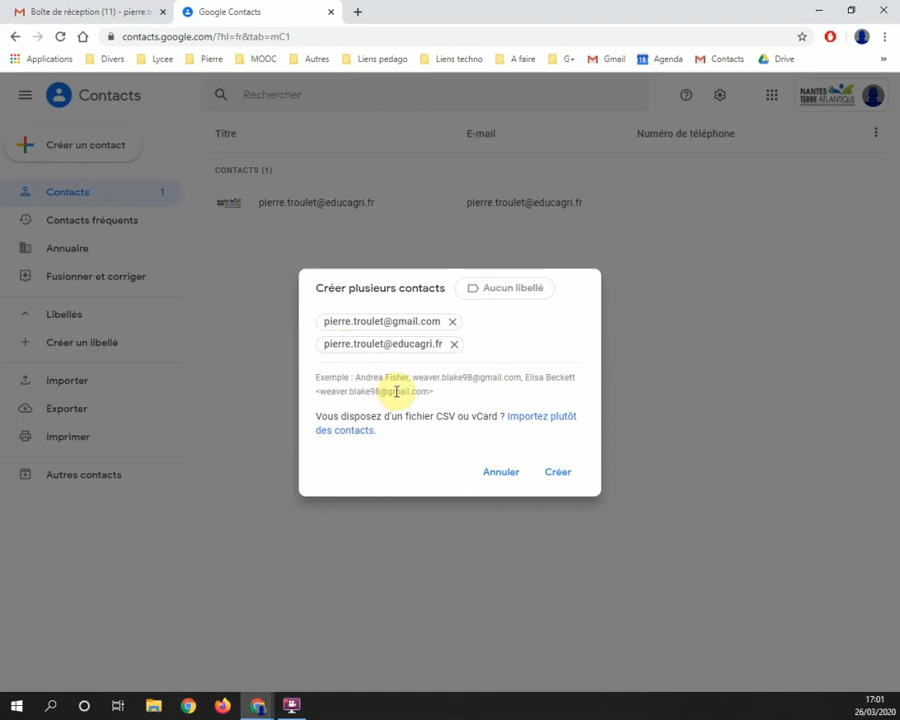 Boîte de réception (11) - pierre.t
Google Contacts
contacts.google.com/?hl=fr&tab=mC1
Applications
Divers
Lycee
Pierre
MOOC
Autres
Liens pedago
Liens techno
A faire
G+
Gmail
Agenda
Contacts
Drive
»
Contacts
Rechercher
NANTES
TERRE ATLANTIQUE
Créer un contact
Titre
E-mail
Numéro de téléphone
CONTACTS (1)
Contacts 1
pierre.troulet@educagri.fr
pierre.troulet@educagri.fr
Contacts fréquents
Annuaire
Fusionner et corriger
Libellés
Créer un libellé
Importer
Exporter
Imprimer
Autres contacts
Créer plusieurs contacts
Aucun libellé
pierre.troulet@gmail.com
pierre.troulet@educagri.fr
Exemple : Andrea Fisher, weaver.blake98@gmail.com, Elisa Beckett
<weaver.blake98@gmail.com>
Vous disposez d'un fichier CSV ou vCard ? Importez plutôt
des contacts.
Annuler
Créer
17:01
26/03/2020